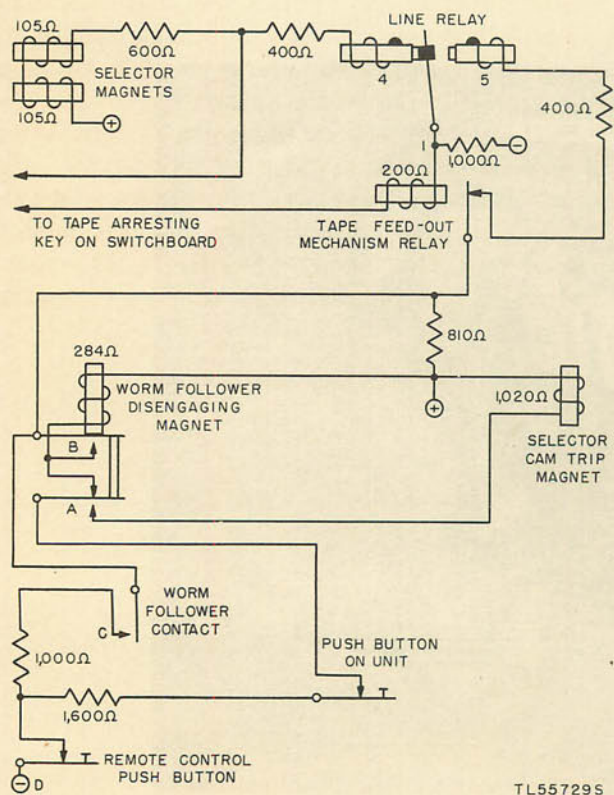 105Ω
600Ω
400Ω
LINE RELAY
SELECTOR
MAGNETS
105Ω
+
4
5
400Ω
1
1,000Ω
−
200Ω
TO TAPE ARRESTING
KEY ON SWITCHBOARD
TAPE FEED-OUT
MECHANISM RELAY
810Ω
284Ω
WORM FOLLOWER
DISENGAGING
MAGNET
+
1,020Ω
SELECTOR
CAM TRIP
MAGNET
B
A
WORM
FOLLOWER
CONTACT
C
1,000Ω
PUSH BUTTON
ON UNIT
1,600Ω
REMOTE CONTROL
PUSH BUTTON
− D
TL55729S